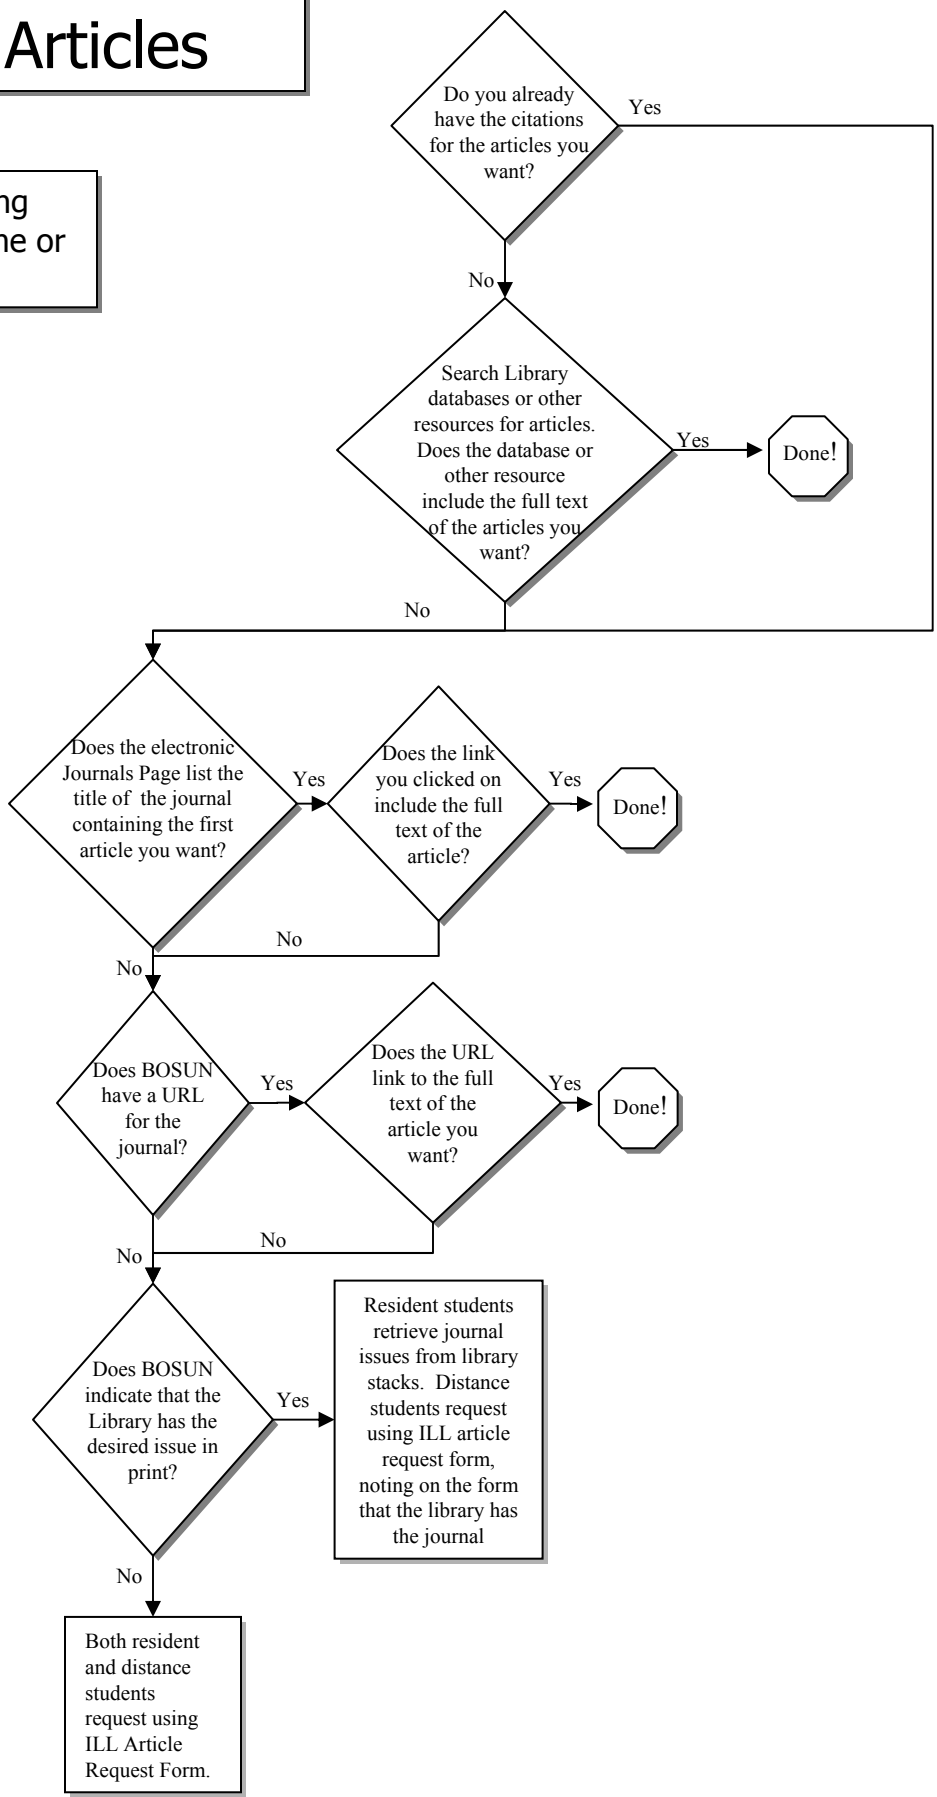 Articles
ng
ne or
Do you already
have the citations
for the articles you
want?
Yes
No
Search Library
databases or other
resources for articles.
Does the database or
other resource
include the full text
of the articles you
want?
Yes
Done!
No
Does the electronic
Journals Page list the
title of the journal
containing the first
article you want?
Yes
Does the link
you clicked on
include the full
text of the
article?
Yes
Done!
No
No
Does BOSUN
have a URL
for the
journal?
Yes
Does the URL
link to the full
text of the
article you
want?
Yes
Done!
No
No
Does BOSUN
indicate that the
Library has the
desired issue in
print?
Yes
Resident students
retrieve journal
issues from library
stacks. Distance
students request
using ILL article
request form,
noting on the form
that the library has
the journal
No
Both resident
and distance
students
request using
ILL Article
Request Form.